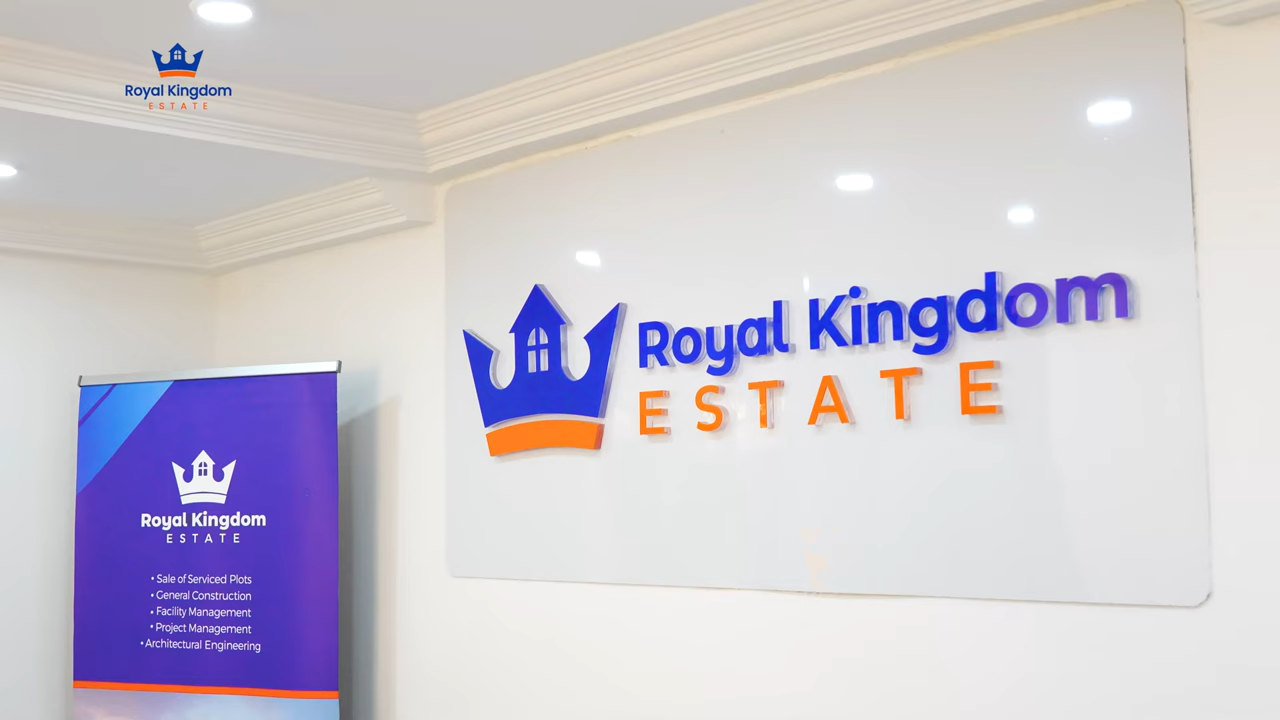 Royal Kingdom
ESTATE
Royal Kingdom
ESTATE
Royal Kingdom
ESTATE
• Sale of Serviced Plots
• General Construction
• Facility Management
• Project Management
• Architectural Engineering